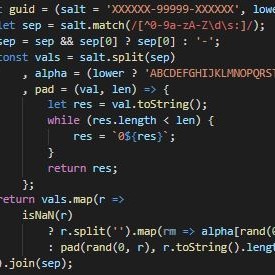 t guid = (salt = 'XXXXXX-99999-XXXXXX', lowe
et sep = salt.match(/[^0-9a-zA-Z\d\s:]/);
sep = sep && sep[0] ? sep[0] : '-';
const vals = salt.split(sep)
, alpha = (lower ? 'ABCDEFGHIJKLMNOPQRST
, pad = (val, len) => {
let res = val.toString();
while (res.length < len) {
res = `0${res}`;
}
return res;
};
return vals.map(r =>
isNaN(r)
? r.split('').map(rm => alpha[rand(0
: pad(rand(0, r), r.toString().lengt
).join(sep);